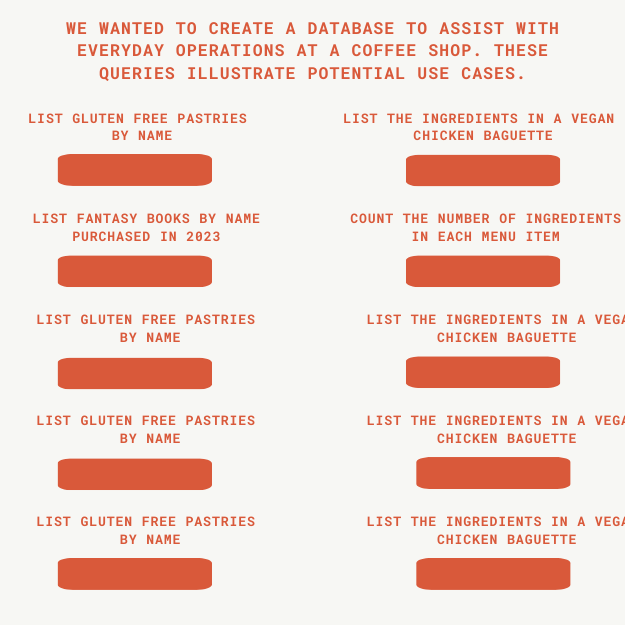 WE WANTED TO CREATE A DATABASE TO ASSIST WITH
EVERYDAY OPERATIONS AT A COFFEE SHOP. THESE
QUERIES ILLUSTRATE POTENTIAL USE CASES.
LIST GLUTEN FREE PASTRIES
BY NAME
LIST THE INGREDIENTS IN A VEGAN
CHICKEN BAGUETTE
LIST FANTASY BOOKS BY NAME
PURCHASED IN 2023
COUNT THE NUMBER OF INGREDIENTS
IN EACH MENU ITEM
LIST GLUTEN FREE PASTRIES
BY NAME
LIST THE INGREDIENTS IN A VEGA
CHICKEN BAGUETTE
LIST GLUTEN FREE PASTRIES
BY NAME
LIST THE INGREDIENTS IN A VEGA
CHICKEN BAGUETTE
LIST GLUTEN FREE PASTRIES
BY NAME
LIST THE INGREDIENTS IN A VEGA
CHICKEN BAGUETTE